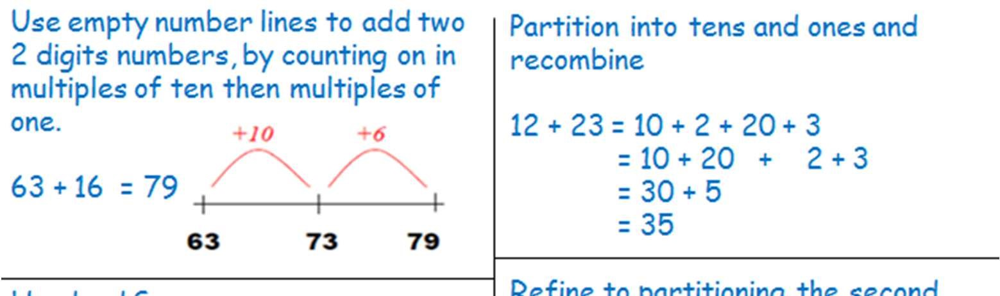 Use empty number lines to add two
2 digits numbers, by counting on in
multiples of ten then multiples of
one.
+10 +6
63 + 16 = 79
63 73 79
Partition into tens and ones and
recombine
12 + 23 = 10 + 2 + 20 + 3
= 10 + 20 + 2 + 3
= 30 + 5
= 35
Refine to partitioning the second